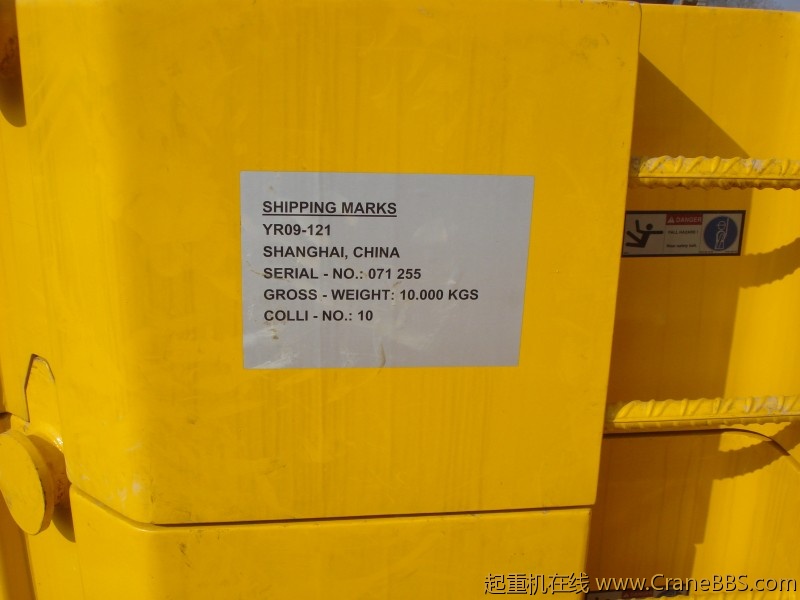 SHIPPING MARKS
YR09-121
SHANGHAI, CHINA
SERIAL - NO.: 071 255
GROSS - WEIGHT: 10.000 KGS
COLLI - NO.: 10
DANGER
起重机在线 www.CraneBBS.com